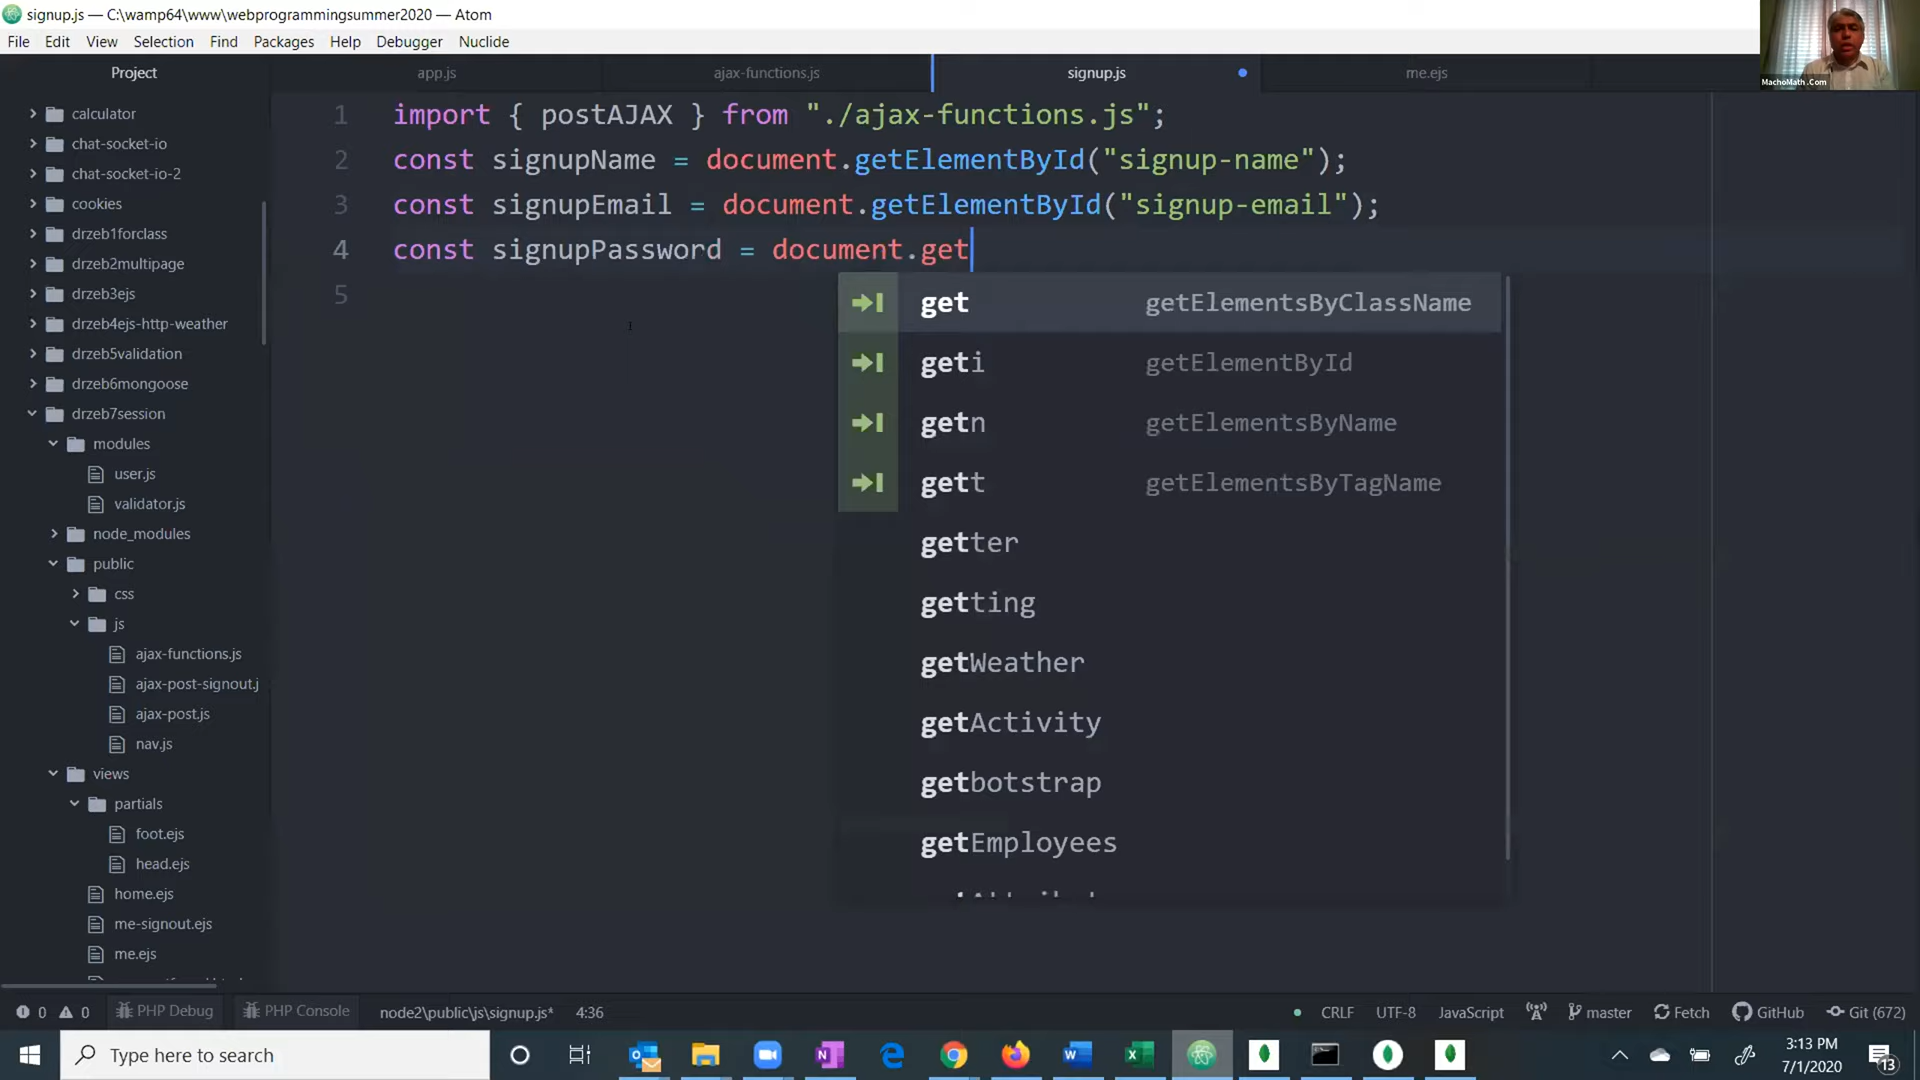 signup.js — C:\wamp64\www\webprogrammingsummer2020 — Atom
File Edit View Selection Find Packages Help Debugger Nuclide
MachoMath .Com
Project
app.js
ajax-functions.js
signup.js
me.ejs
calculator
chat-socket-io
chat-socket-io-2
cookies
drzeb1forclass
drzeb2multipage
drzeb3ejs
drzeb4ejs-http-weather
drzeb5validation
drzeb6mongoose
drzeb7session
modules
user.js
validator.js
node_modules
public
css
js
ajax-functions.js
ajax-post-signout.j
ajax-post.js
nav.js
views
partials
foot.ejs
head.ejs
home.ejs
me-signout.ejs
me.ejs
1 import { postAJAX } from "./ajax-functions.js";
2 const signupName = document.getElementById("signup-name");
3 const signupEmail = document.getElementById("signup-email");
4 const signupPassword = document.get
5
get getElementsByClassName
geti getElementById
getn getElementsByName
gett getElementsByTagName
getter
getting
getWeather
getActivity
getbotstrap
getEmployees
0 0 PHP Debug PHP Console node2\public\js\signup.js* 4:36 CRLF UTF-8 JavaScript master Fetch GitHub Git (672)
Type here to search
3:13 PM
7/1/2020
13